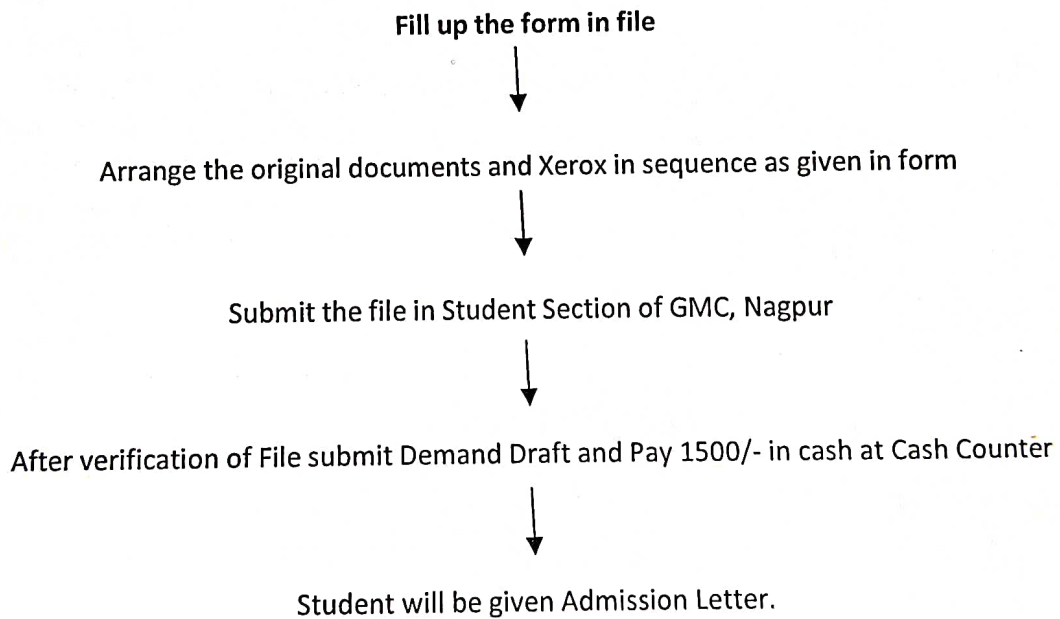 Fill up the form in file
Arrange the original documents and Xerox in sequence as given in form
Submit the file in Student Section of GMC, Nagpur
After verification of File submit Demand Draft and Pay 1500/- in cash at Cash Counter
Student will be given Admission Letter.